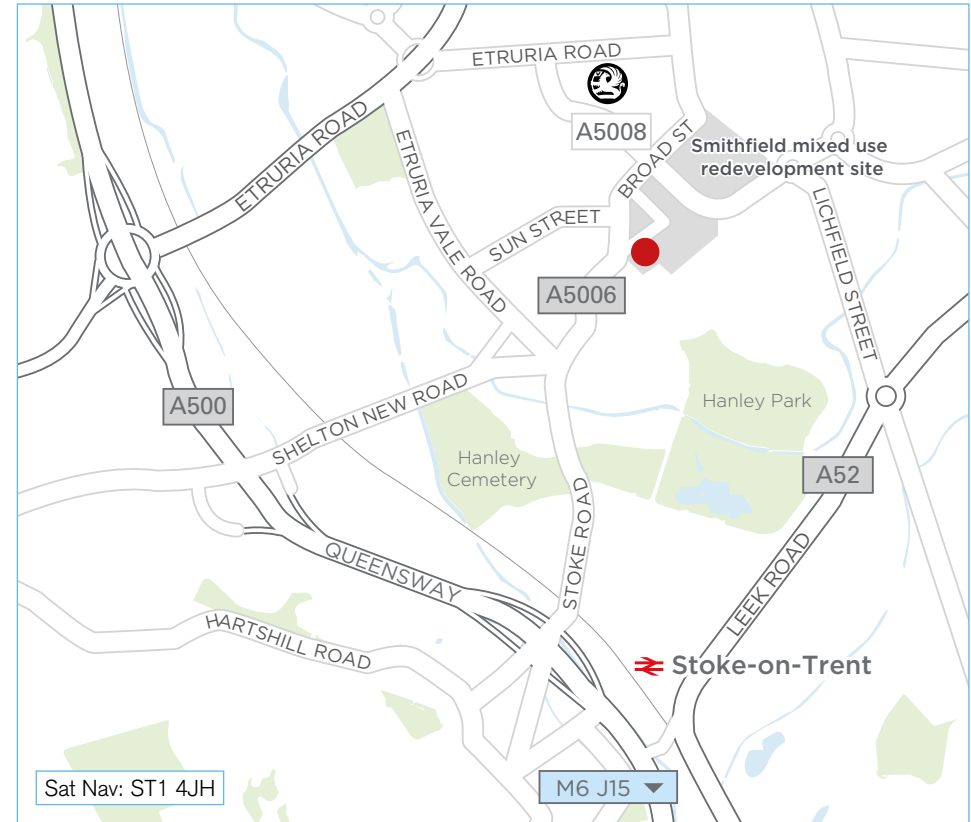 ETRURIA ROAD
A5008
BROAD ST
Smithfield mixed use
redevelopment site
ETRURIA ROAD
ETRURIA VALE ROAD
SUN STREET
LICHFIELD STREET
A5006
A500
SHELTON NEW ROAD
Hanley Park
Hanley
Cemetery
A52
STOKE ROAD
QUEENSWAY
LEEK ROAD
HARTSHILL ROAD
Stoke-on-Trent
Sat Nav: ST1 4JH
M6 J15